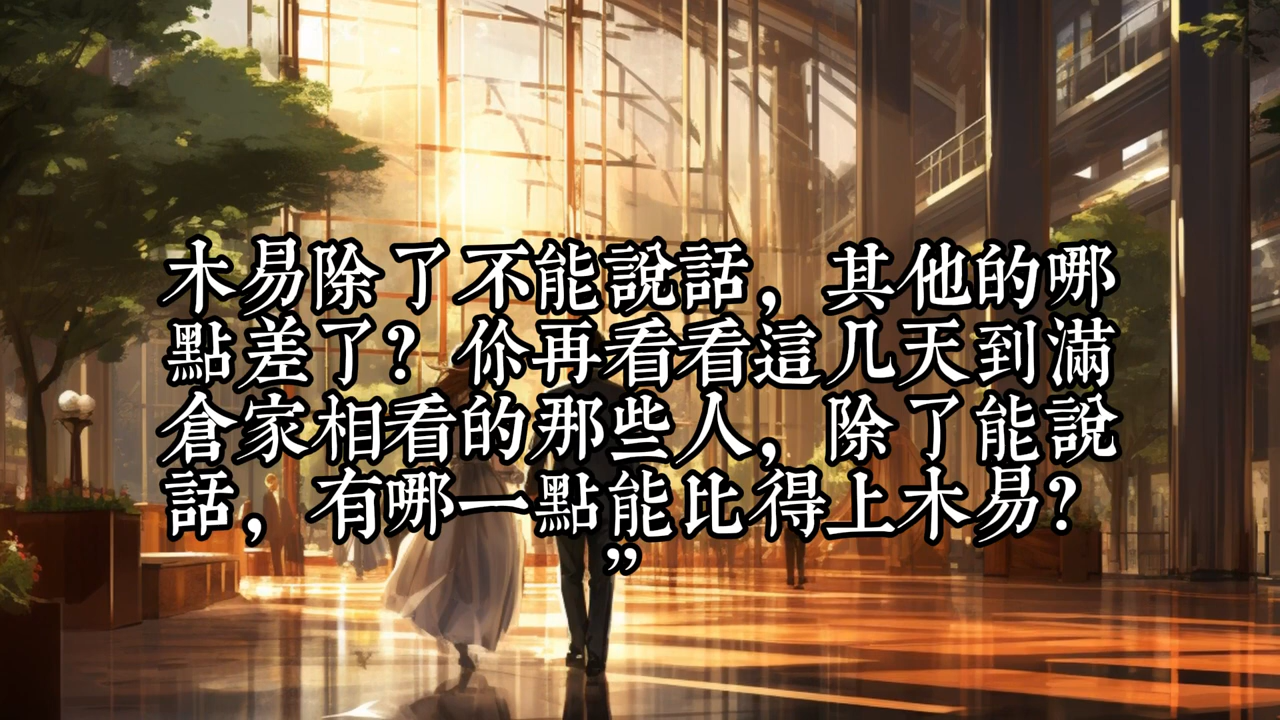 木易除了不能說話，其他的哪
點差了？你再看看這几天到滿
倉家相看的那些人，除了能說
話，有哪一點能比得上木易？
”